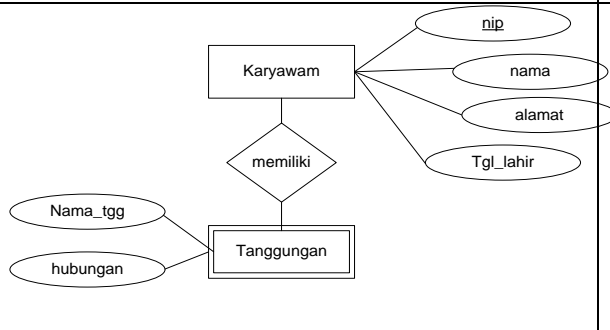 nip
Karyawam
nama
alamat
memiliki
Tgl_lahir
Nama_tgg
Tanggungan
hubungan